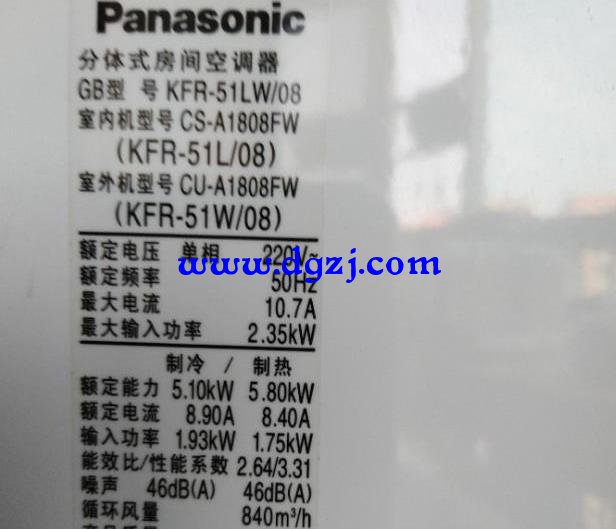 Panasonic
分体式房间空调器
GB型 号 KFR-51LW/08
室内机型号 CS-A1808FW
(KFR-51L/08)
室外机型号 CU-A1808FW
(KFR-51W/08)
额定电压 单相 220V~
www.dgzj.com
额定频率 50Hz
最大电流 10.7A
最大输入功率 2.35kW
制冷 / 制热
额定能力 5.10kW 5.80kW
额定电流 8.90A 8.40A
输入功率 1.93kW 1.75kW
能效比/性能系数 2.64/3.31
噪声 46dB(A) 46dB(A)
循环风量 840m³/h